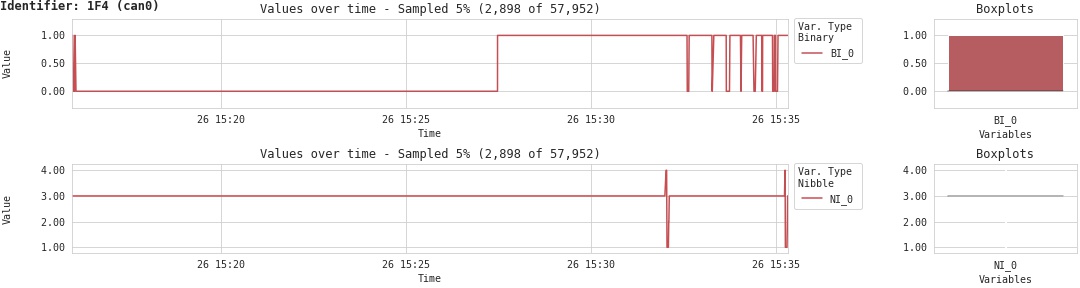 Identifier: 1F4 (can0)
Values over time - Sampled 5% (2,898 of 57,952)
Value
1.00
0.50
0.00
26 15:20
26 15:25
26 15:30
26 15:35
Time
Var. Type
Binary
BI_0
Boxplots
1.00
0.50
0.00
BI_0
Variables
Values over time - Sampled 5% (2,898 of 57,952)
Value
4.00
3.00
2.00
1.00
26 15:20
26 15:25
26 15:30
26 15:35
Time
Var. Type
Nibble
NI_0
Boxplots
4.00
3.00
2.00
1.00
NI_0
Variables